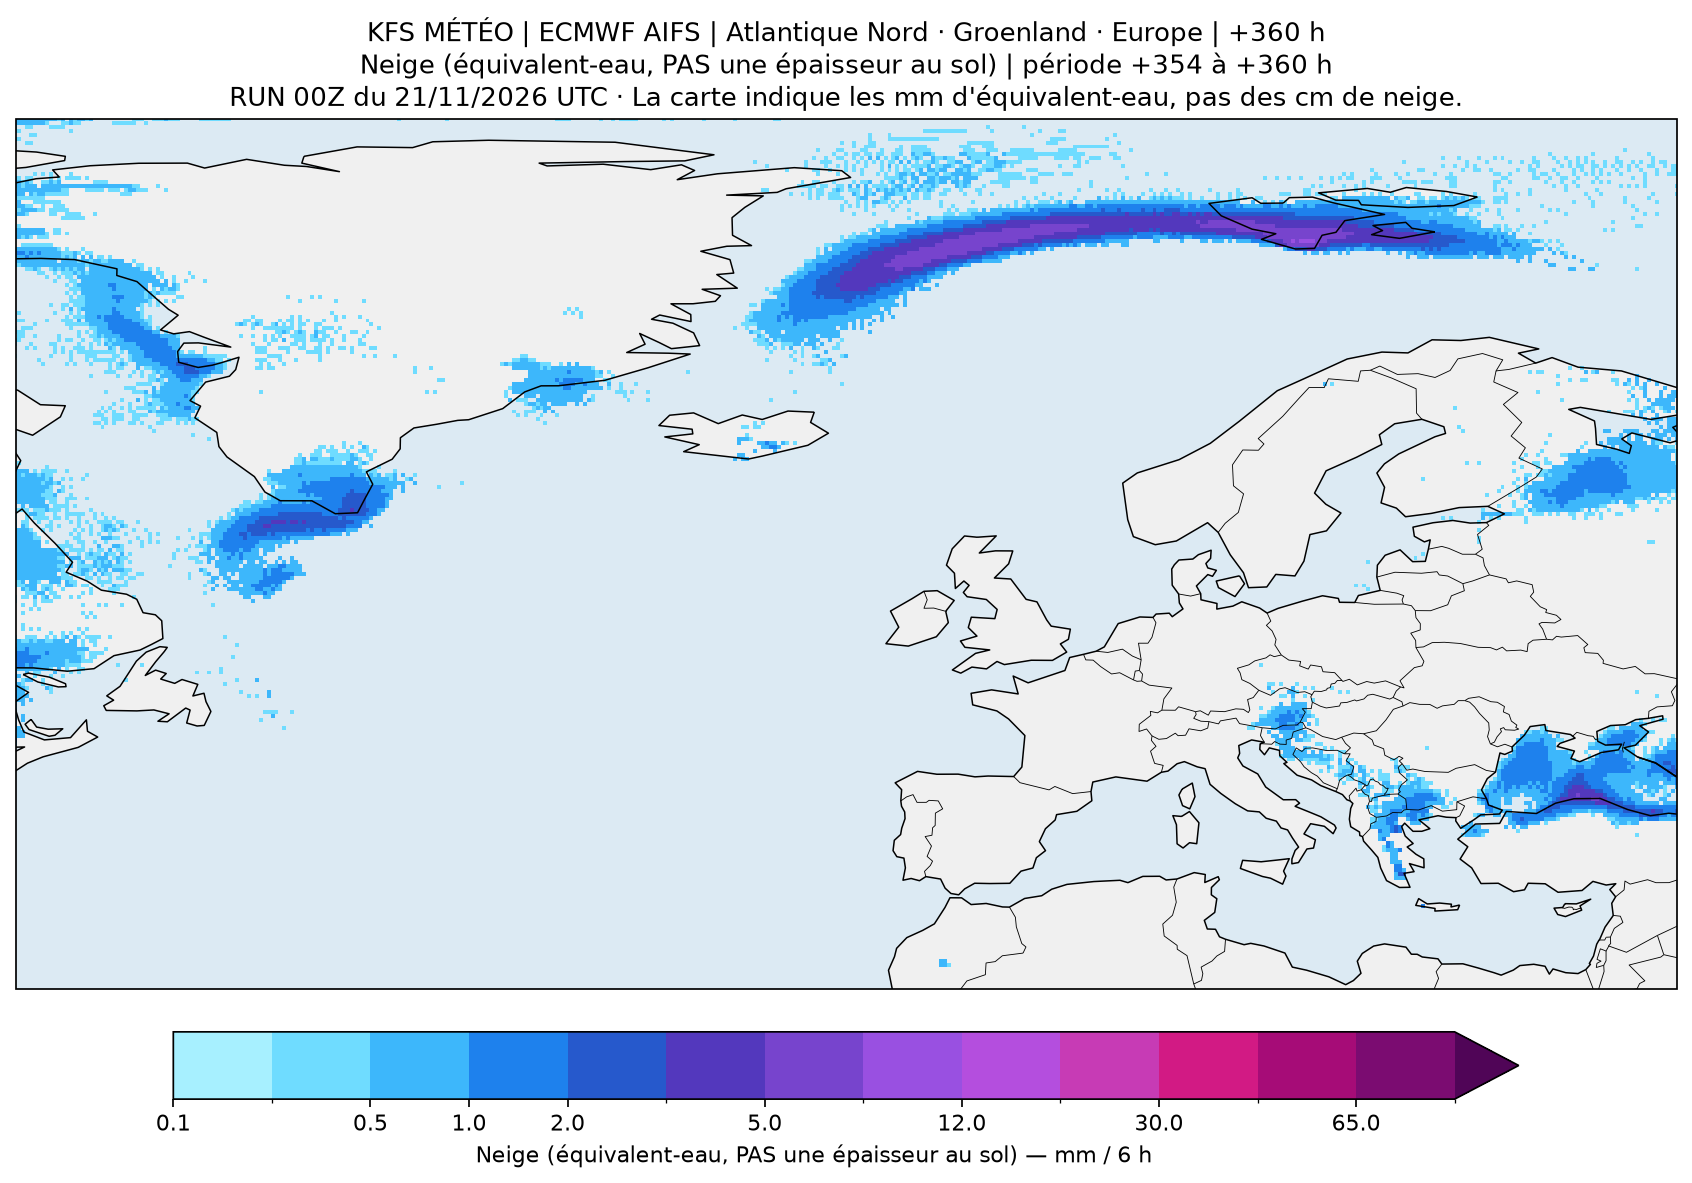 KFS MÉTÉO | ECMWF AIFS | Atlantique Nord · Groenland · Europe | +360 h
Neige (équivalent-eau, PAS une épaisseur au sol) | période +354 à +360 h
RUN 00Z du 21/11/2026 UTC · La carte indique les mm d'équivalent-eau, pas des cm de neige.
0.1 0.5 1.0 2.0 5.0 12.0 30.0 65.0
Neige (équivalent-eau, PAS une épaisseur au sol) — mm / 6 h